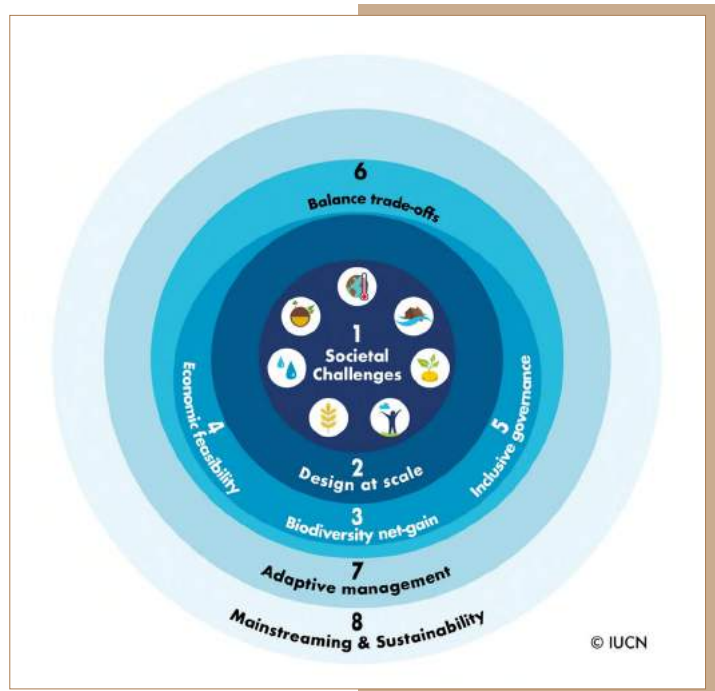 6
Balance trade-offs
1
Societal
Challenges
4
Economic feasibility
5
Inclusive governance
2
Design at scale
3
Biodiversity net-gain
7
Adaptive management
8
Mainstreaming & Sustainability
© IUCN